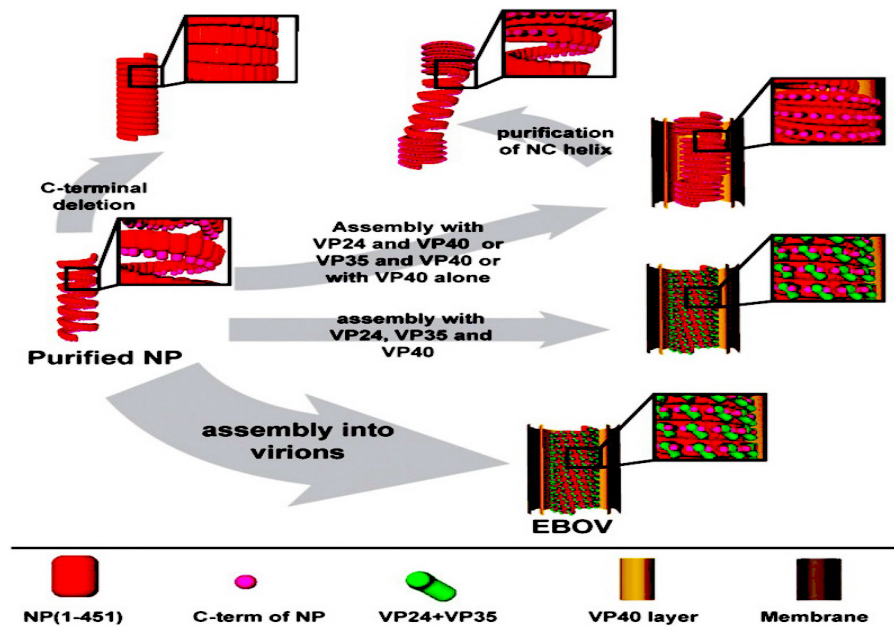 purification
of NC helix
C-terminal
deletion
Assembly with
VP24 and VP40 or
VP35 and VP40 or
with VP40 alone
Purified NP
assembly with
VP24, VP35 and
VP40
assembly into
virions
EBOV
NP(1-451)
C-term of NP
VP24+VP35
VP40 layer
Membrane